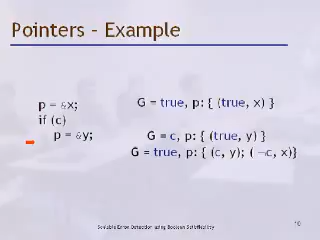 Pointers - Example
p = &x; G = true, p: { (true, x) }
if (c)
p = &y; G = c, p: { (true, y) }
G = true, p: { (c, y); ( ¬c, x)}
Scalable Error Detection using Boolean Satisfiability
10